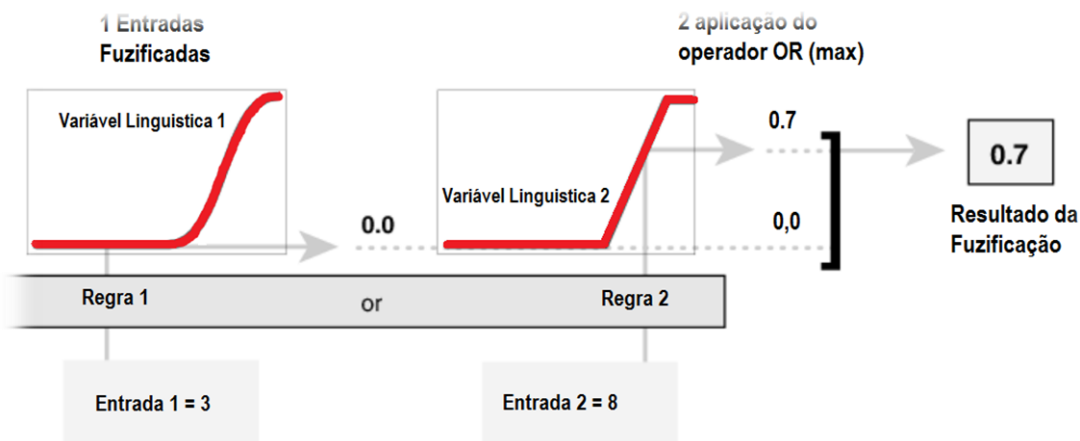 1 Entradas
Fuzificadas
2 aplicação do
operador OR (max)
Variável Linguistica 1
0.0
Variável Linguistica 2
0.7
0,0
0.7
Resultado da
Fuzificação
Regra 1
or
Regra 2
Entrada 1 = 3
Entrada 2 = 8